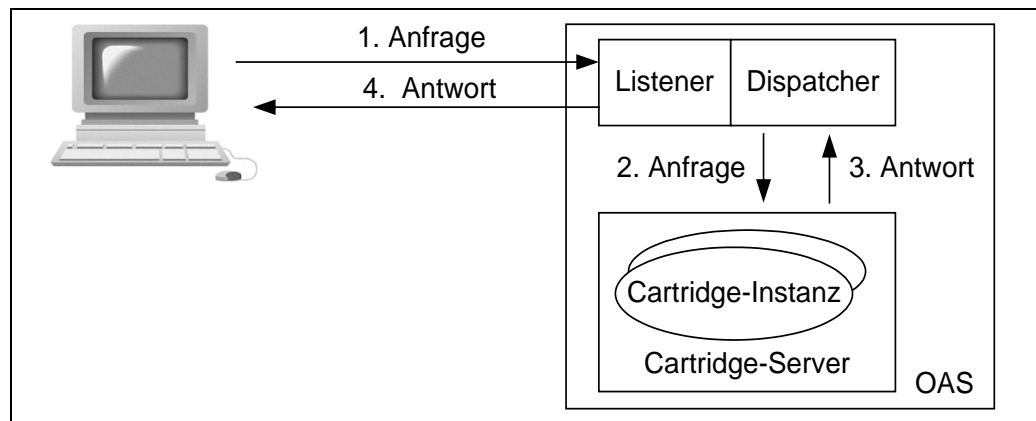 1. Anfrage
4. Antwort
Listener
Dispatcher
2. Anfrage
3. Antwort
Cartridge-Instanz
Cartridge-Server
OAS